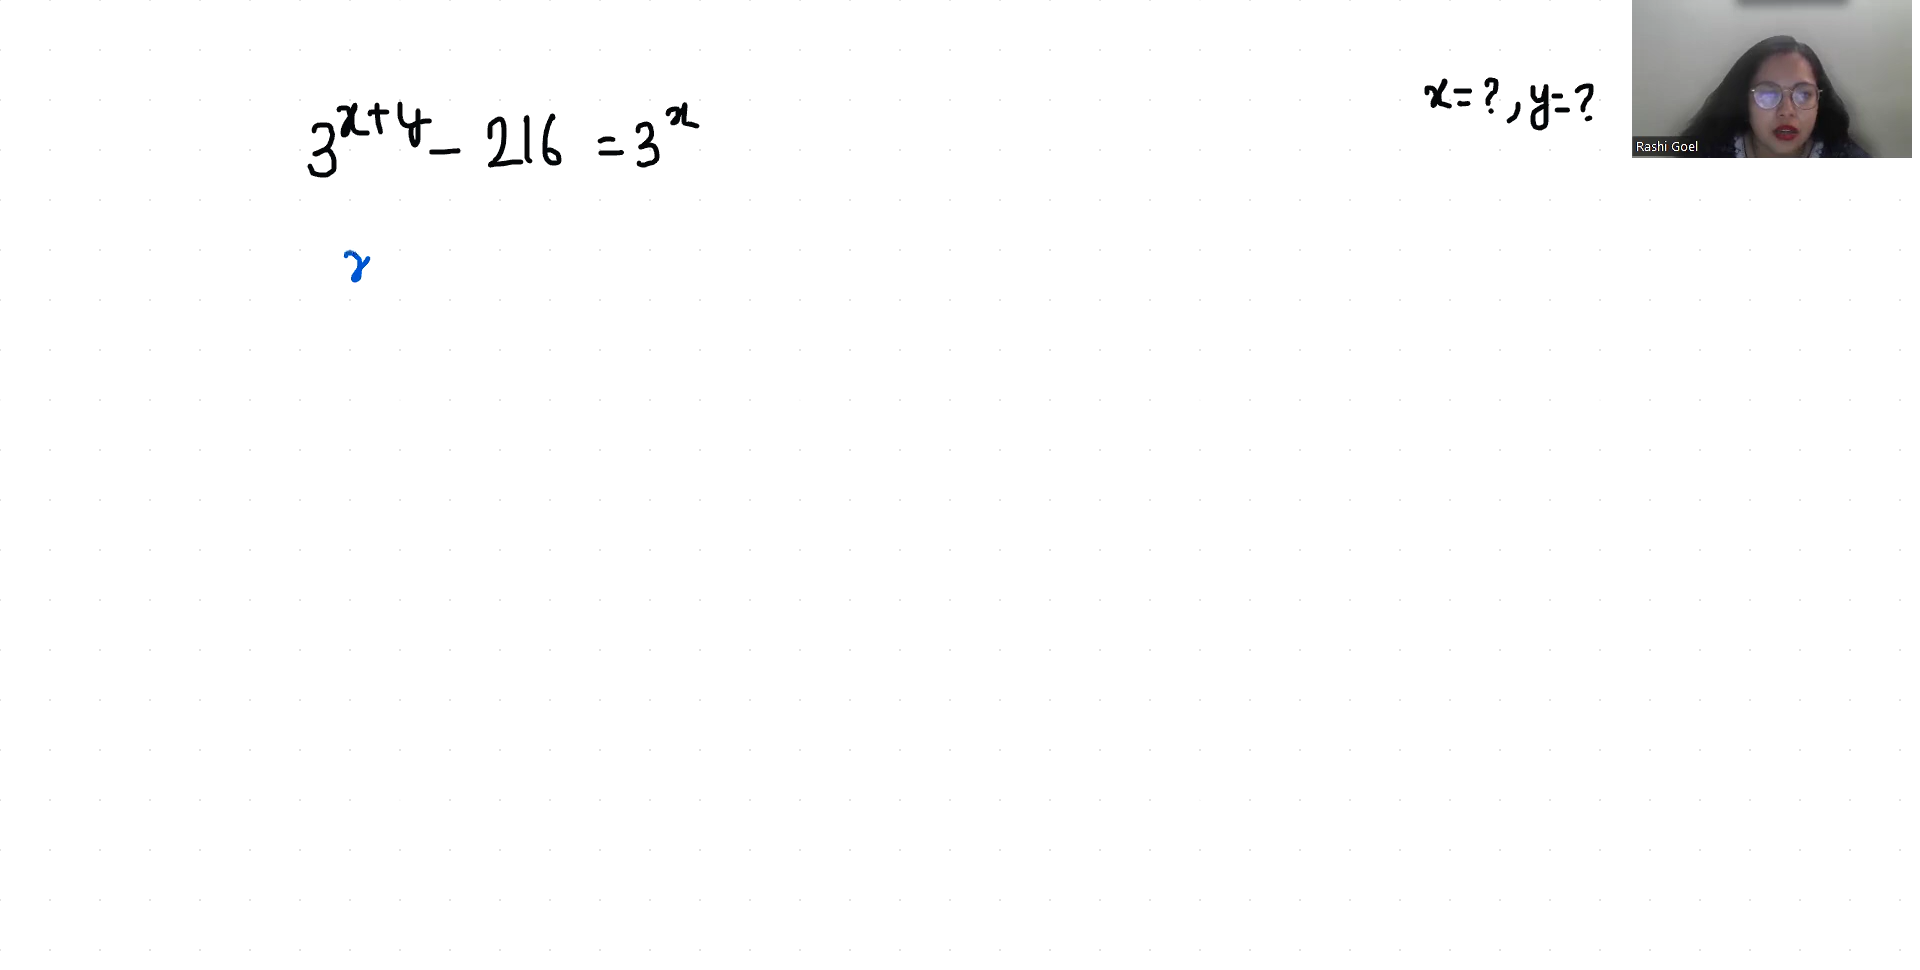 3^{x+y} - 216 = 3^x
x=?, y=?
Rashi Goel